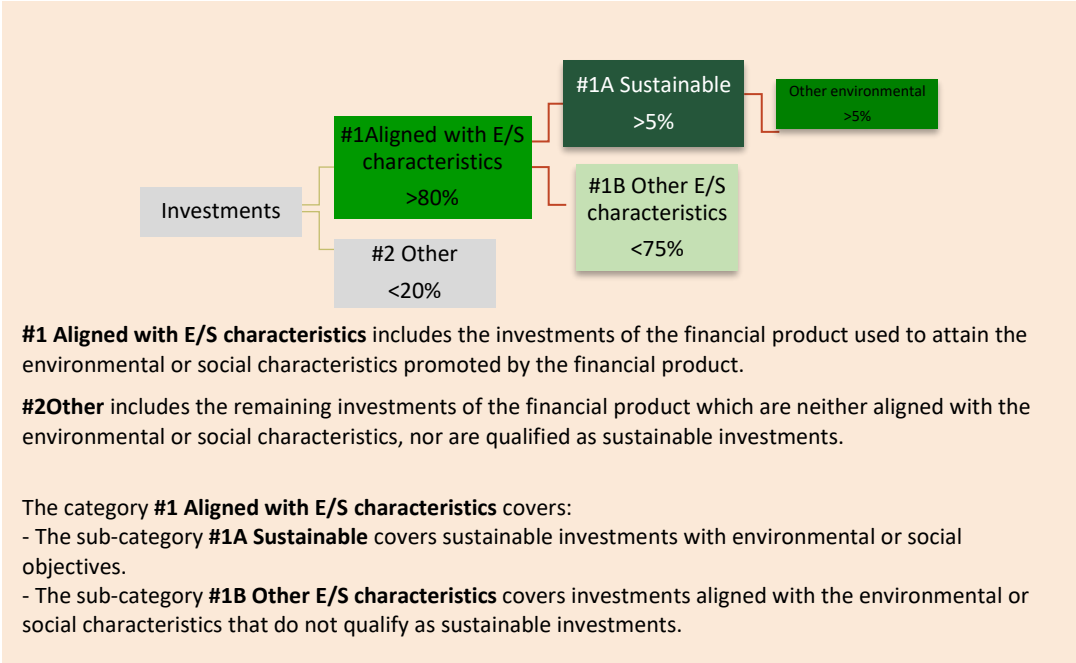 #1A Sustainable
>5%
Other environmental
>5%
#1Aligned with E/S
characteristics
>80%
#1B Other E/S
characteristics
<75%
Investments
#2 Other
<20%
#1 Aligned with E/S characteristics includes the investments of the financial product used to attain the
environmental or social characteristics promoted by the financial product.
#2Other includes the remaining investments of the financial product which are neither aligned with the
environmental or social characteristics, nor are qualified as sustainable investments.
The category #1 Aligned with E/S characteristics covers:
- The sub-category #1A Sustainable covers sustainable investments with environmental or social
objectives.
- The sub-category #1B Other E/S characteristics covers investments aligned with the environmental or
social characteristics that do not qualify as sustainable investments.